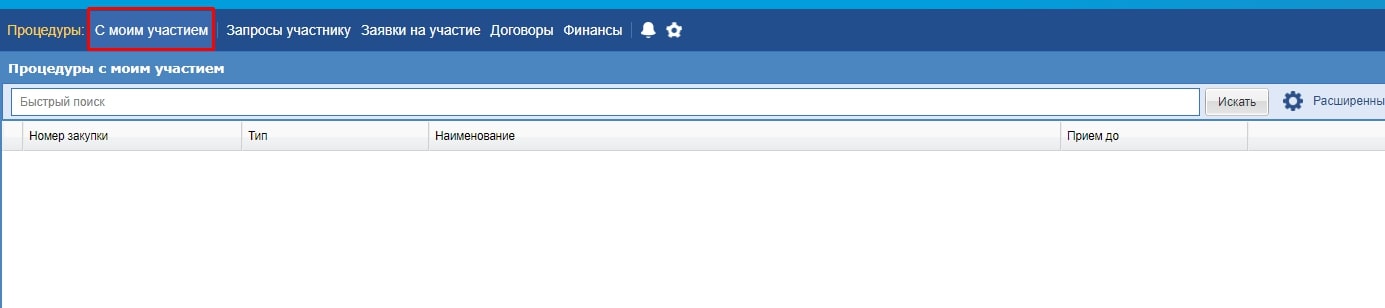 Процедуры: С моим участием Запросы участнику Заявки на участие Договоры Финансы
Процедуры с моим участием
Быстрый поиск Искать Расширенны
Номер закупки Тип Наименование Прием до